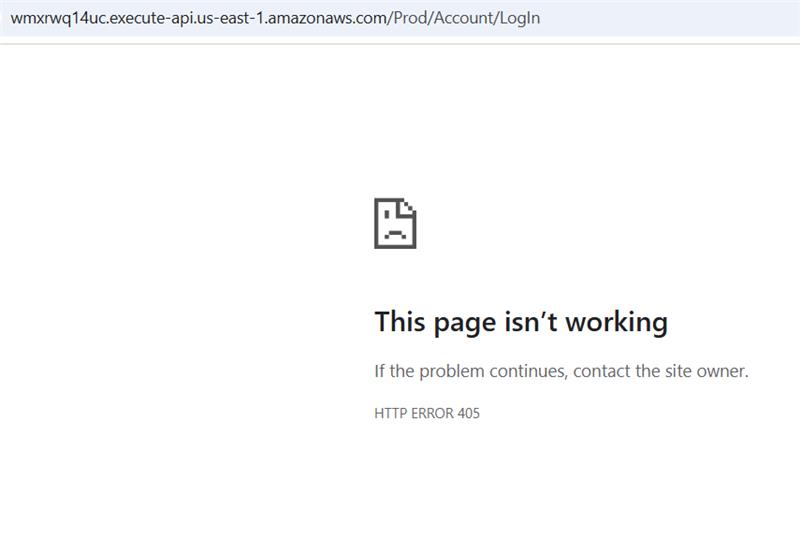 wmxrwq14uc.execute-api.us-east-1.amazonaws.com/Prod/Account/LogIn
This page isn’t working
If the problem continues, contact the site owner.
HTTP ERROR 405